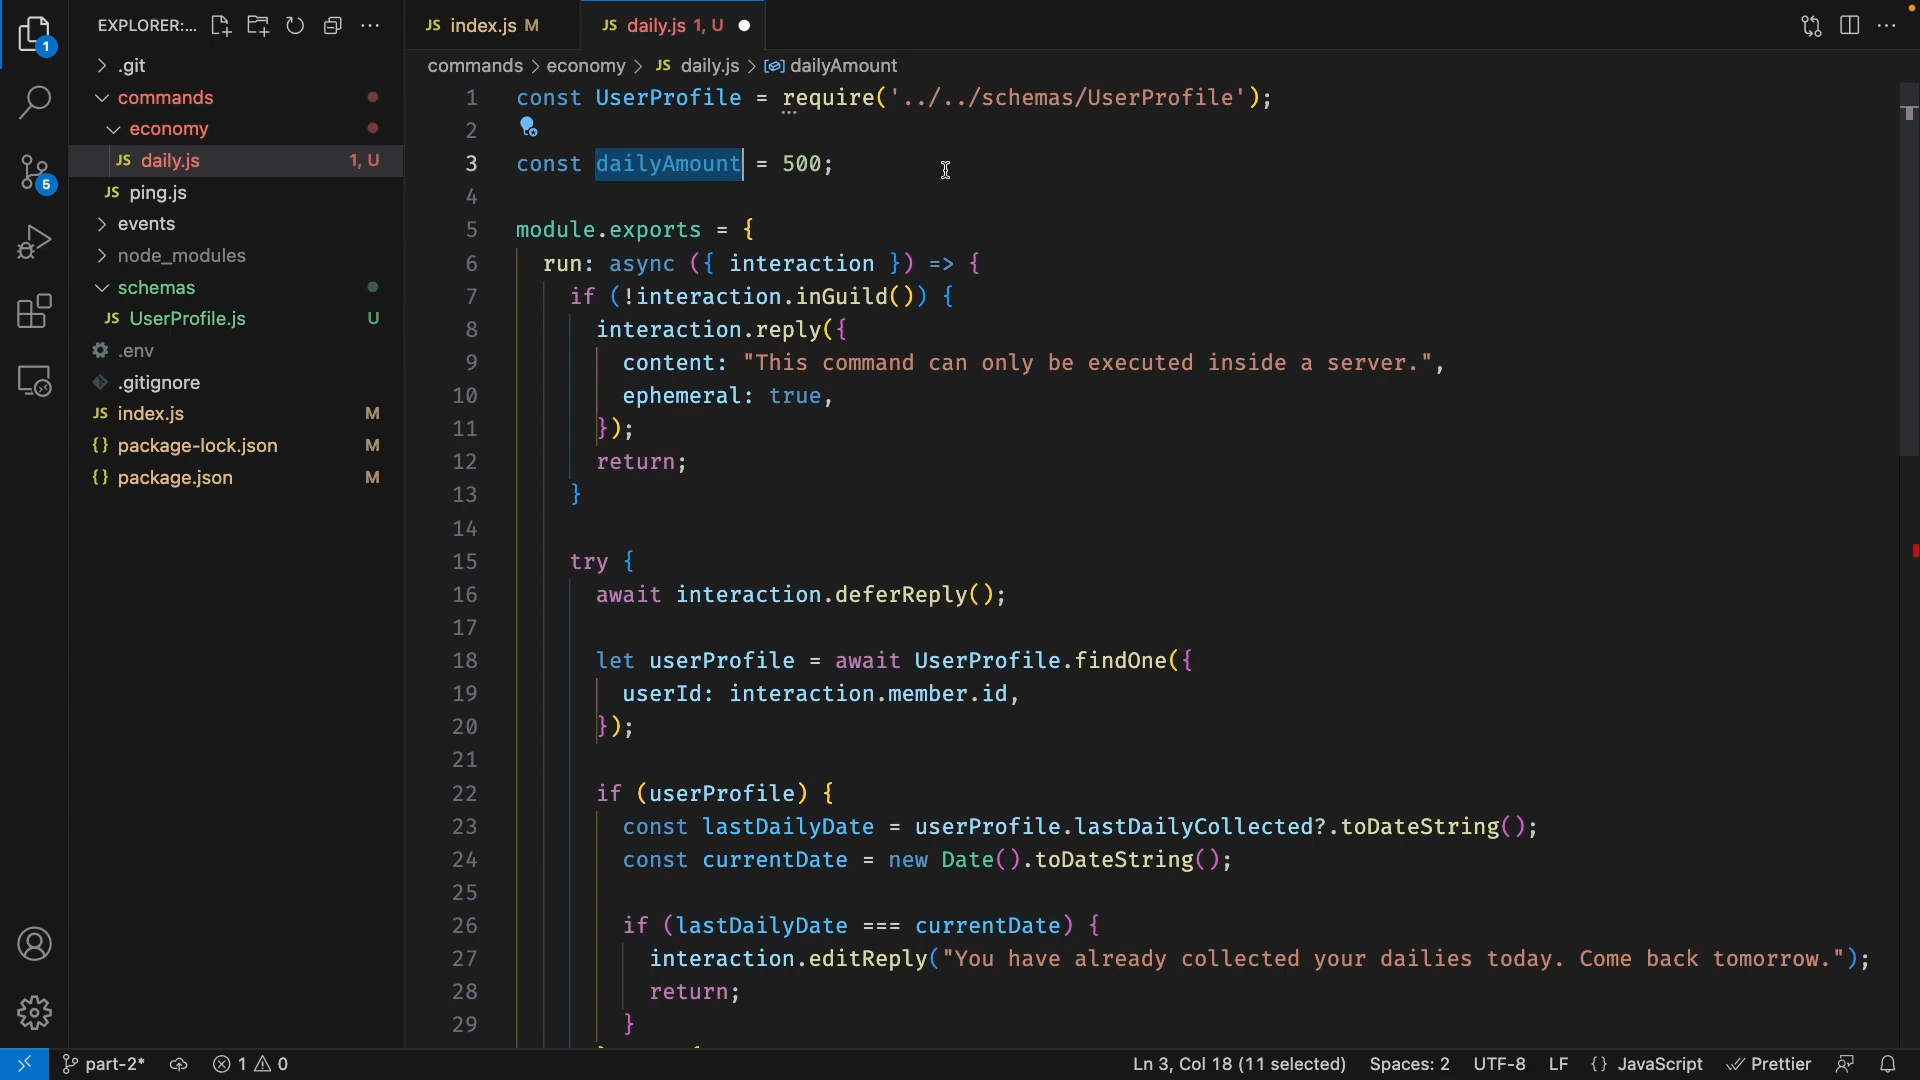 EXPLORER:...
index.js M
daily.js 1, U
commands > economy > JS daily.js > dailyAmount
.git
commands
economy
JS daily.js 1, U
JS ping.js
events
node_modules
schemas
JS UserProfile.js U
.env
.gitignore
JS index.js M
{} package-lock.json M
{} package.json M
1
5
1 const UserProfile = require('../../schemas/UserProfile');
2
3 const dailyAmount = 500;
4
5 module.exports = {
6 run: async ({ interaction }) => {
7 if (!interaction.inGuild()) {
8 interaction.reply({
9 content: "This command can only be executed inside a server.",
10 ephemeral: true,
11 });
12 return;
13 }
14
15 try {
16 await interaction.deferReply();
17
18 let userProfile = await UserProfile.findOne({
19 userId: interaction.member.id,
20 });
21
22 if (userProfile) {
23 const lastDailyDate = userProfile.lastDailyCollected?.toDateString();
24 const currentDate = new Date().toDateString();
25
26 if (lastDailyDate === currentDate) {
27 interaction.editReply("You have already collected your dailies today. Come back tomorrow.");
28 return;
29 }
part-2* 1 0 Ln 3, Col 18 (11 selected) Spaces: 2 UTF-8 LF {} JavaScript Prettier